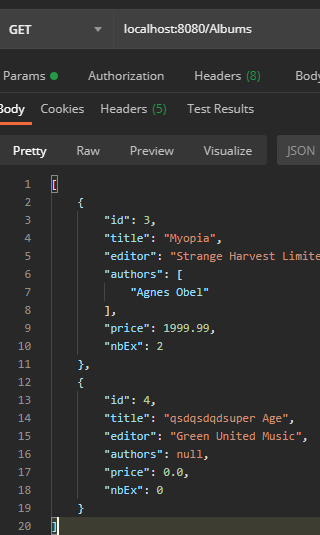 GET localhost:8080/Albums
Params Authorization Headers (8) Body
Body Cookies Headers (5) Test Results
Pretty Raw Preview Visualize JSON
1 [
2 {
3 "id": 3,
4 "title": "Myopia",
5 "editor": "Strange Harvest Limite
6 "authors": [
7 "Agnes Obel"
8 ],
9 "price": 1999.99,
10 "nbEx": 2
11 },
12 {
13 "id": 4,
14 "title": "qsdqsdqdsuper Age",
15 "editor": "Green United Music",
16 "authors": null,
17 "price": 0.0,
18 "nbEx": 0
19 }
20 ]